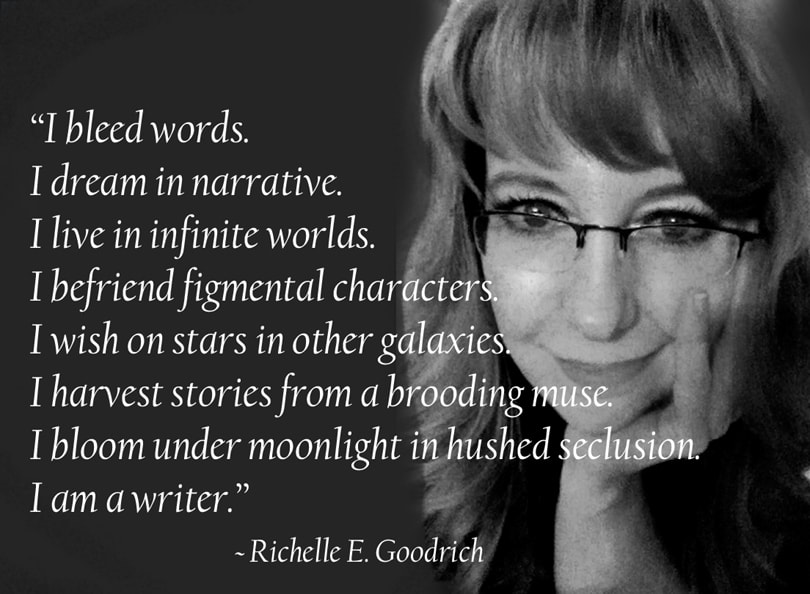 “I bleed words.
I dream in narrative.
I live in infinite worlds.
I befriend figmental characters.
I wish on stars in other galaxies.
I harvest stories from a brooding muse.
I bloom under moonlight in hushed seclusion.
I am a writer.”
~ Richelle E. Goodrich